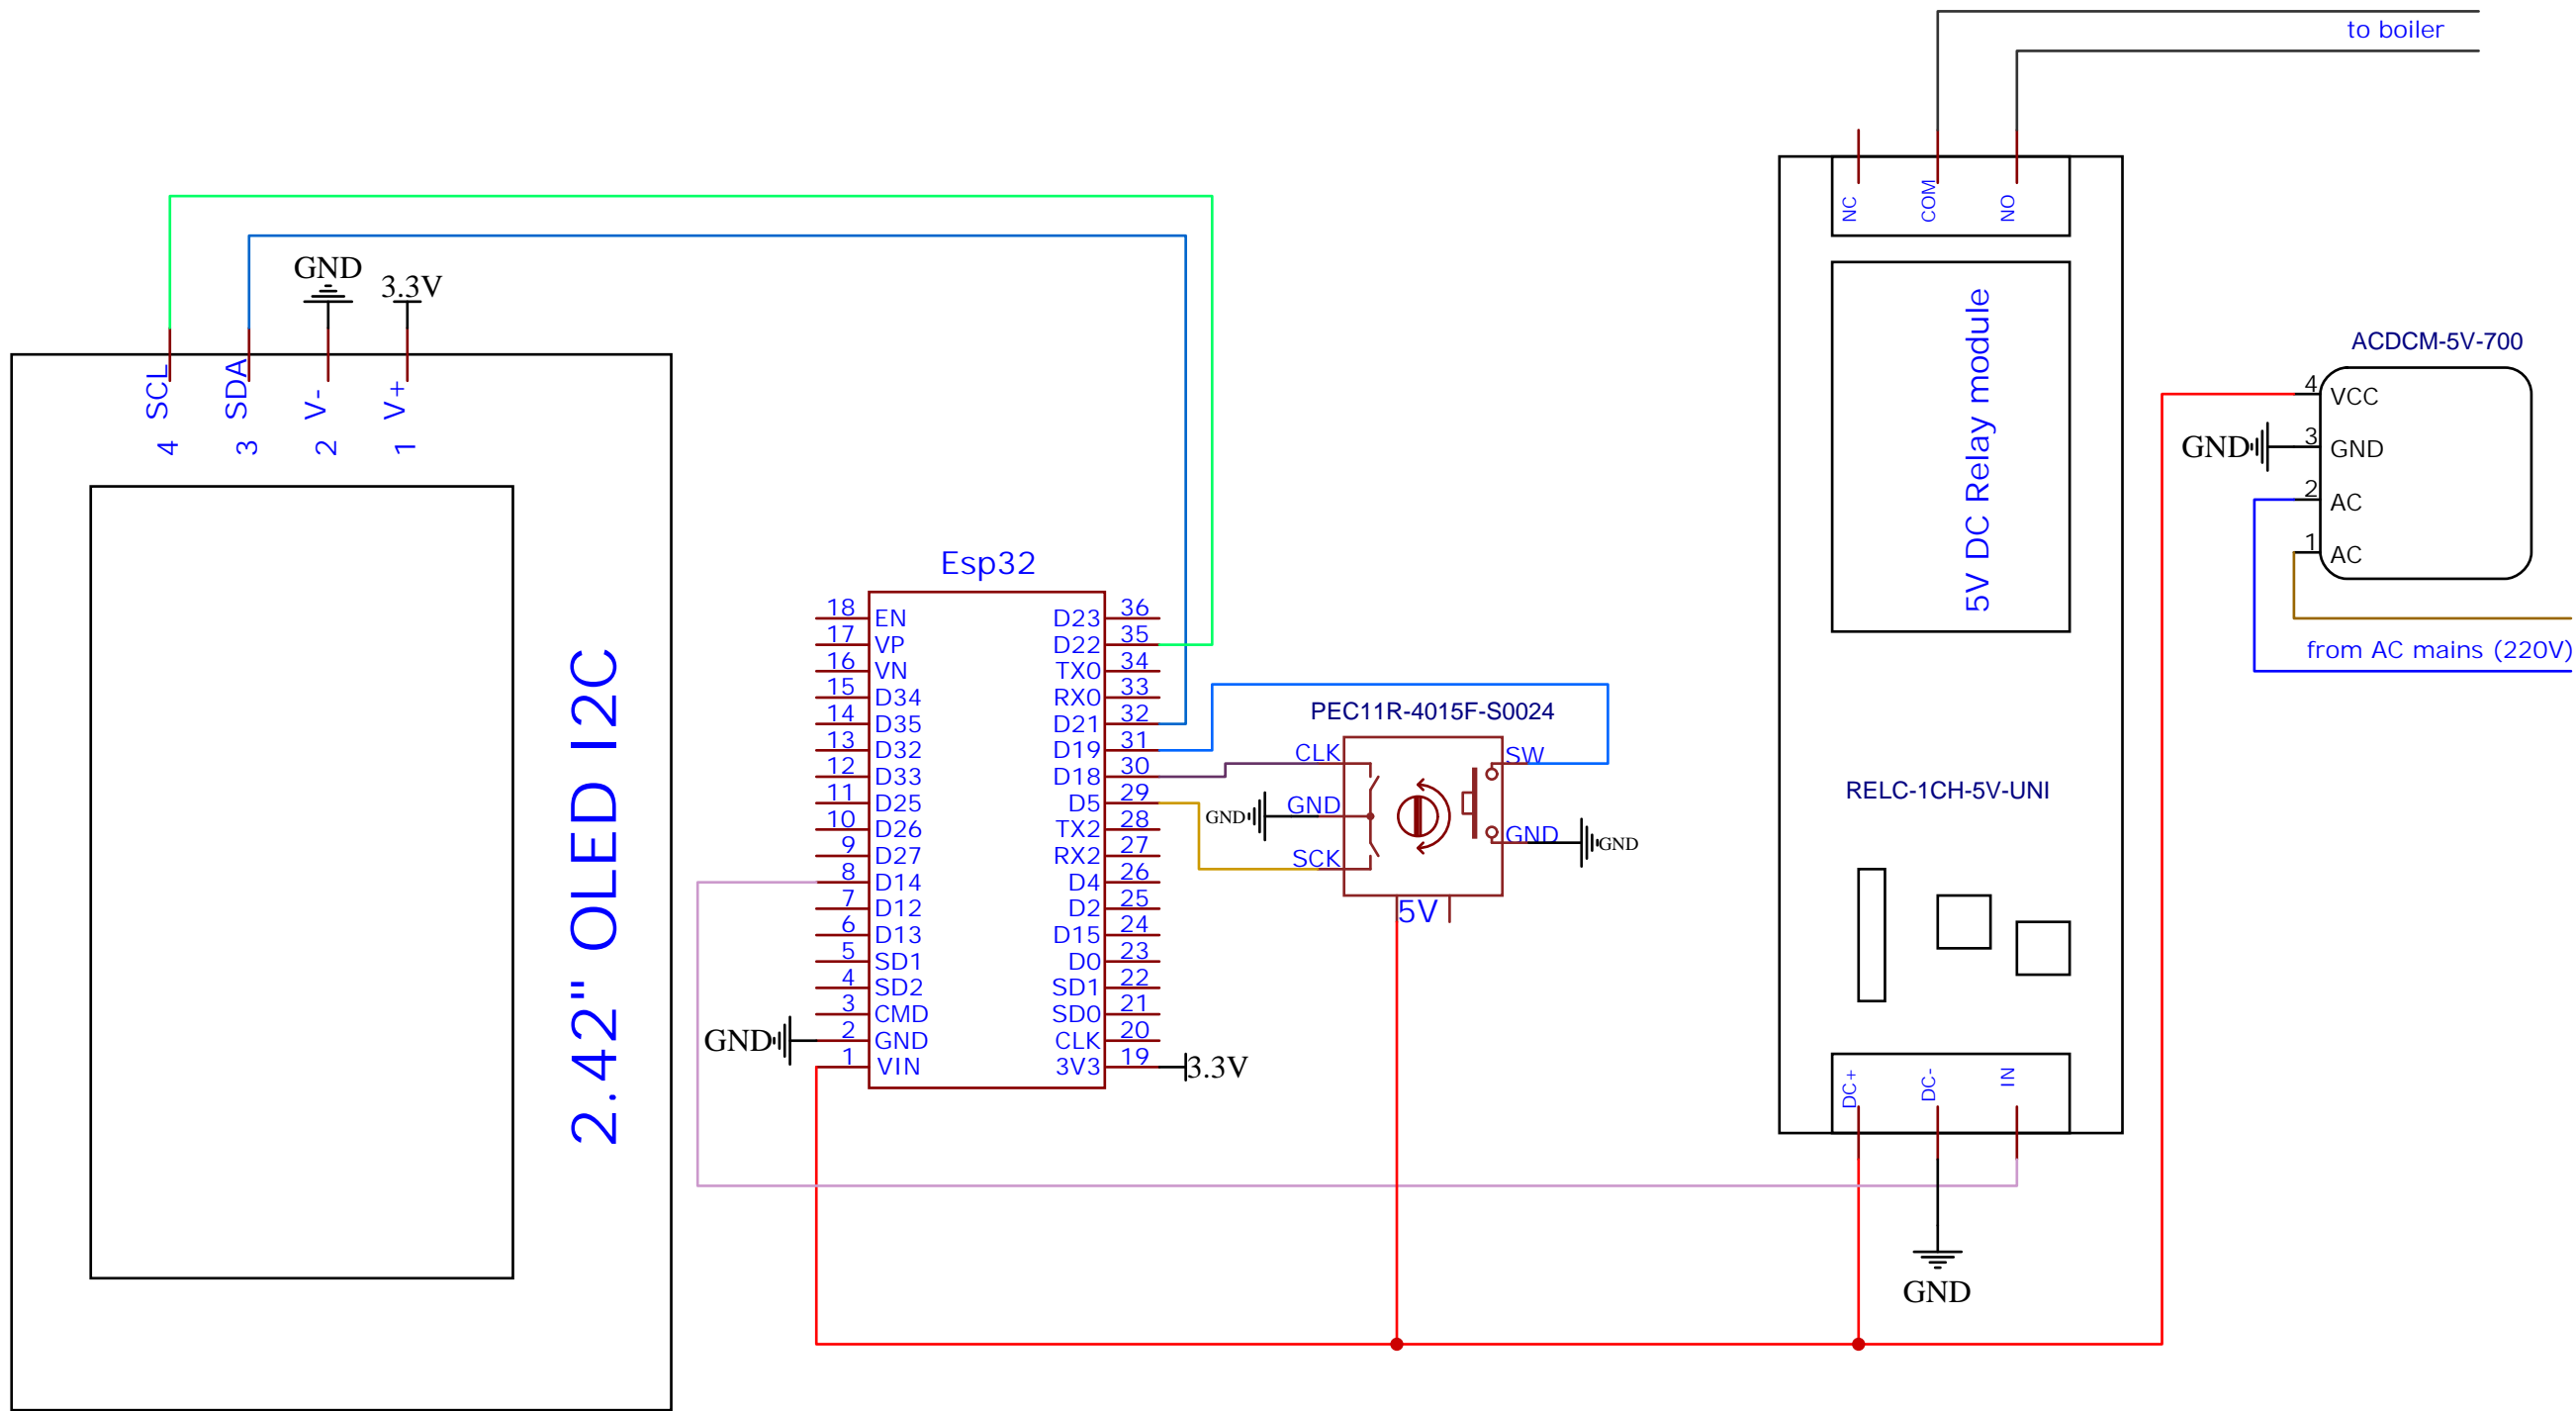 to boiler
NC
COM
NO
5V DC Relay module
RELC-1CH-5V-UNI
DC+
DC-
IN
GND
ACDCM-5V-700
4 VCC
GND 3 GND
2 AC
1 AC
from AC mains (220V)
GND
3.3V
SCL
SDA
V-
V+
4
3
2
1
2.42" OLED I2C
Esp32
18 EN
17 VP
16 VN
15 D34
14 D35
13 D32
12 D33
11 D25
10 D26
9 D27
8 D14
7 D12
6 D13
5 SD1
4 SD2
3 CMD
GND 2 GND
1 VIN
D23 36
D22 35
TX0 34
RX0 33
D21 32
D19 31
D18 30
D5 29
TX2 28
RX2 27
D4 26
D2 25
D15 24
D0 23
SD1 22
SD0 21
CLK 20
3V3 19 3.3V
PEC11R-4015F-S0024
CLK
GND GND
SCK
SW
GND GND
5V